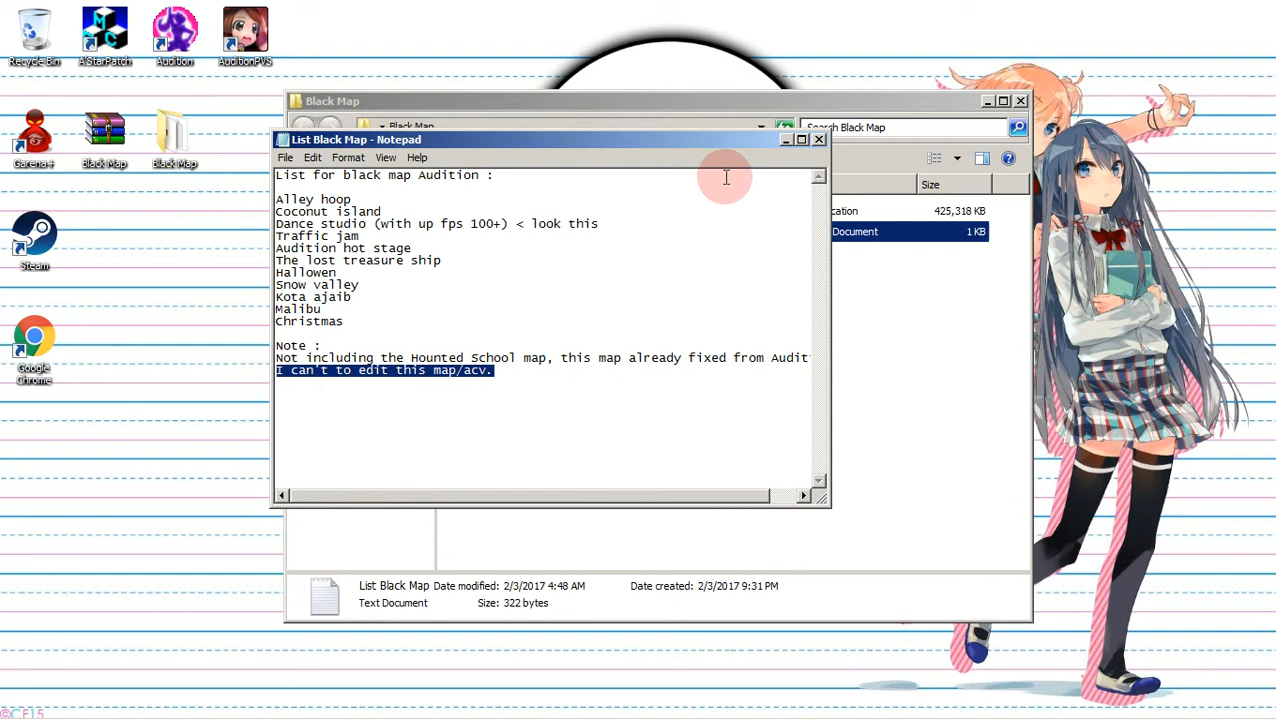 Recycle Bin
A'StarPatch
Audition
AuditionPVS
Garena+
Black Map
Black Map
Steam
Google
Chrome
Black Map
Black Map
Search Black Map
List Black Map - Notepad
File Edit Format View Help
Size
List for black map Audition :
Alley hoop
Coconut island
Dance studio (with up fps 100+) < look this
Traffic jam
Audition hot stage
The lost treasure ship
Hallowen
Snow valley
Kota ajaib
Malibu
Christmas
Note :
Not including the Hounted School map, this map already fixed from Audit
I can't to edit this map/acv.
cation 425,318 KB
Document 1 KB
List Black Map Date modified: 2/3/2017 4:48 AM Date created: 2/3/2017 9:31 PM
Text Document Size: 322 bytes